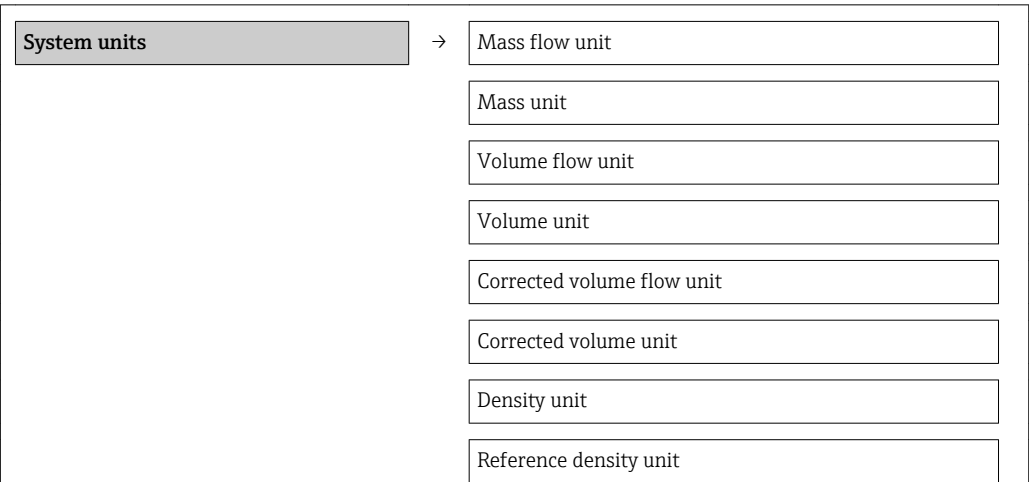 System units → Mass flow unit
Mass unit
Volume flow unit
Volume unit
Corrected volume flow unit
Corrected volume unit
Density unit
Reference density unit